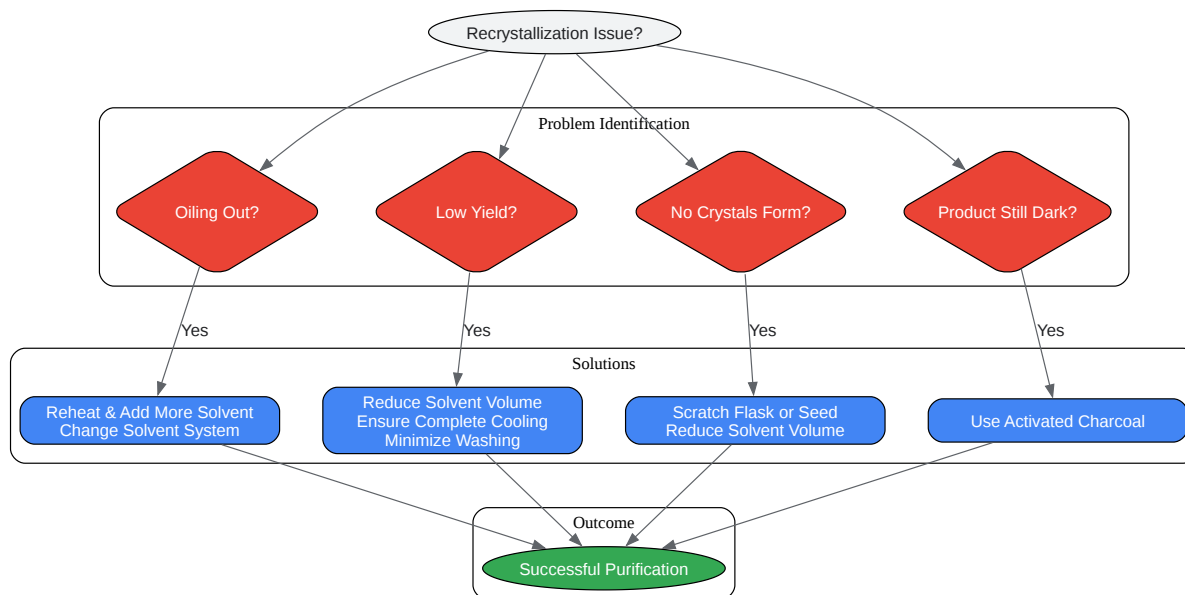 Recrystallization Issue?
Problem Identification
Oiling Out?
Low Yield?
No Crystals Form?
Product Still Dark?
Yes
Yes
Yes
Yes
Solutions
Reheat & Add More Solvent
Change Solvent System
Reduce Solvent Volume
Ensure Complete Cooling
Minimize Washing
Scratch Flask or Seed
Reduce Solvent Volume
Use Activated Charcoal
Outcome
Successful Purification